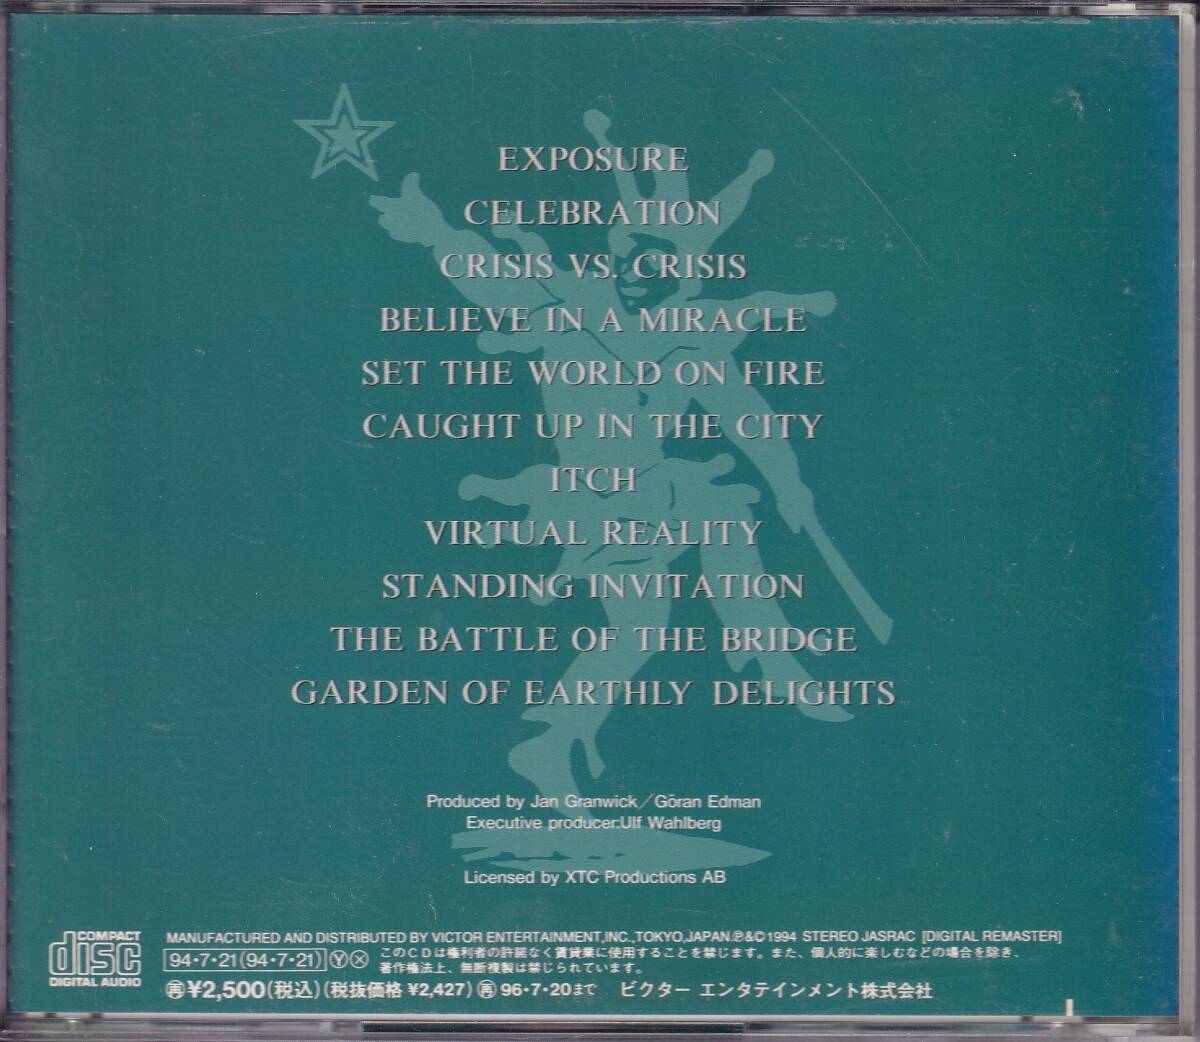 EXPOSURE
CELEBRATION
CRISIS VS. CRISIS
BELIEVE IN A MIRACLE
SET THE WORLD ON FIRE
CAUGHT UP IN THE CITY
ITCH
VIRTUAL REALITY
STANDING INVITATION
THE BATTLE OF THE BRIDGE
GARDEN OF EARTHLY DELIGHTS
Produced by Jan Granwick／Göran Edman
Executive producer:Ulf Wahlberg
Licensed by XTC Productions AB
COMPACT
disc
DIGITAL AUDIO
MANUFACTURED AND DISTRIBUTED BY VICTOR ENTERTAINMENT,INC.,TOKYO,JAPAN.℗&©1994 STEREO JASRAC [DIGITAL REMASTER]
94・7・21(94・7・21) Ⓨ Ⓧ
このCDは権利者の許諾なく賃貸業に使用することを禁じます。また、個人的に楽しむなどの場合を除き、
著作権法上、無断複製は禁じられています。
㊢¥2,500(税込)(税抜価格 ¥2,427)㊢96・7・20まで ビクター エンタテインメント株式会社